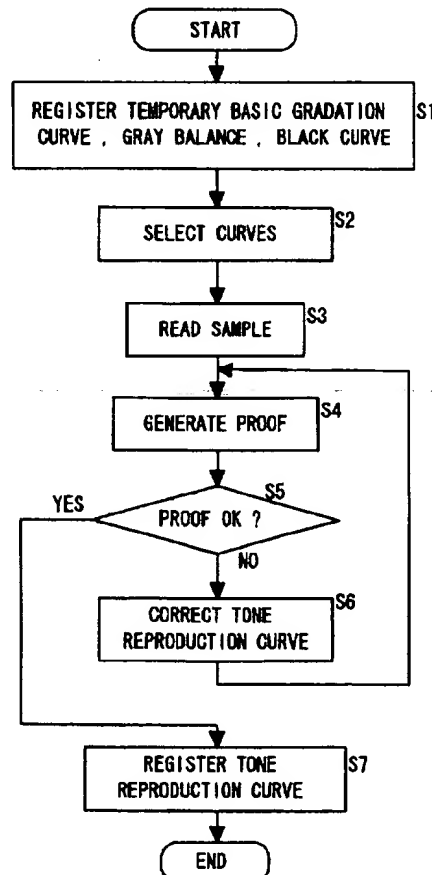 START
REGISTER TEMPORARY BASIC GRADATION S1
CURVE , GRAY BALANCE , BLACK CURVE
S2
SELECT CURVES
S3
READ SAMPLE
S4
GENERATE PROOF
S5
YES
PROOF OK ?
NO
S6
CORRECT TONE
REPRODUCTION CURVE
REGISTER TONE S7
REPRODUCTION CURVE
END